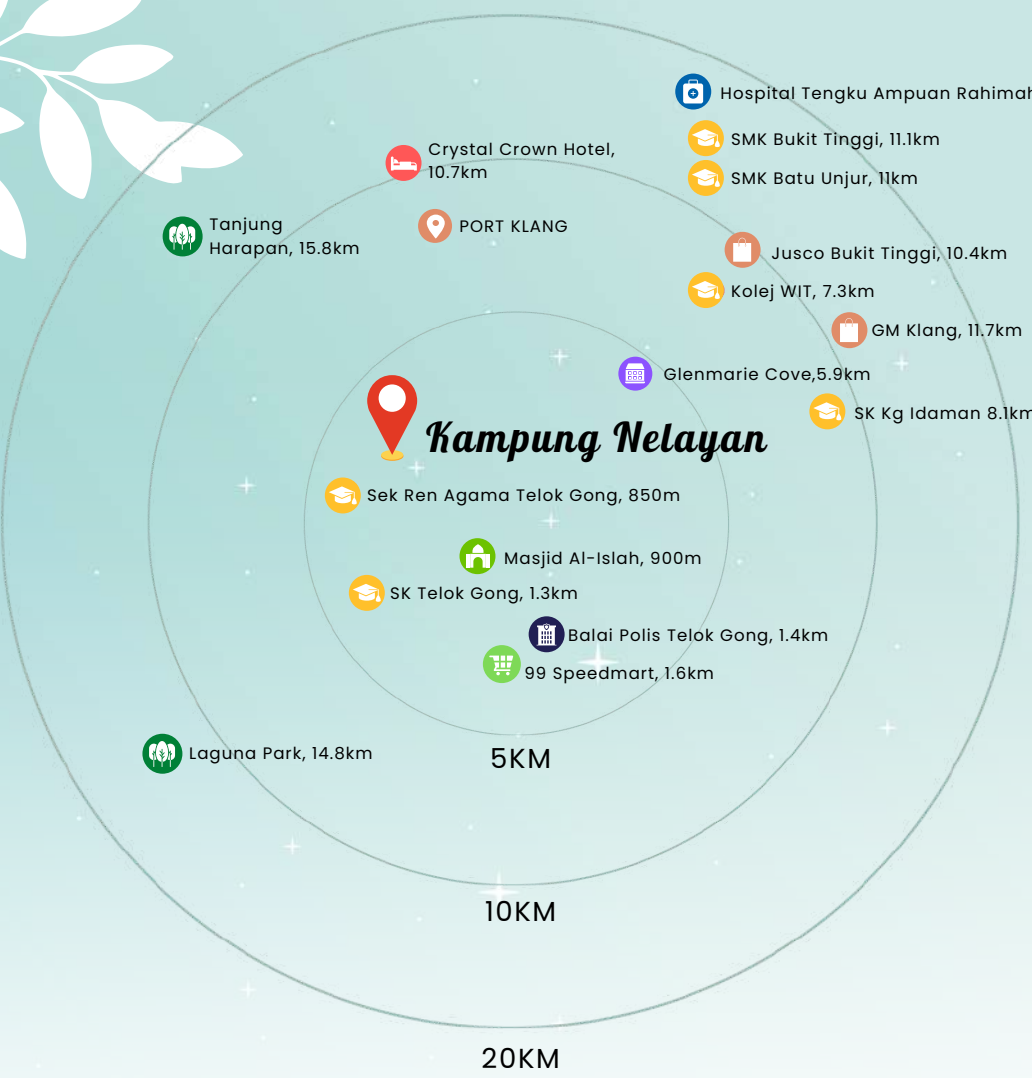 Hospital Tengku Ampuan Rahimah
SMK Bukit Tinggi, 11.1km
Crystal Crown Hotel,
10.7km
SMK Batu Unjur, 11km
Tanjung
Harapan, 15.8km
PORT KLANG
Jusco Bukit Tinggi, 10.4km
Kolej WIT, 7.3km
GM Klang, 11.7km
Glenmarie Cove,5.9km
SK Kg Idaman 8.1km
Kampung Nelayan
Sek Ren Agama Telok Gong, 850m
Masjid Al-Islah, 900m
SK Telok Gong, 1.3km
Balai Polis Telok Gong, 1.4km
99 Speedmart, 1.6km
Laguna Park, 14.8km
5KM
10KM
20KM